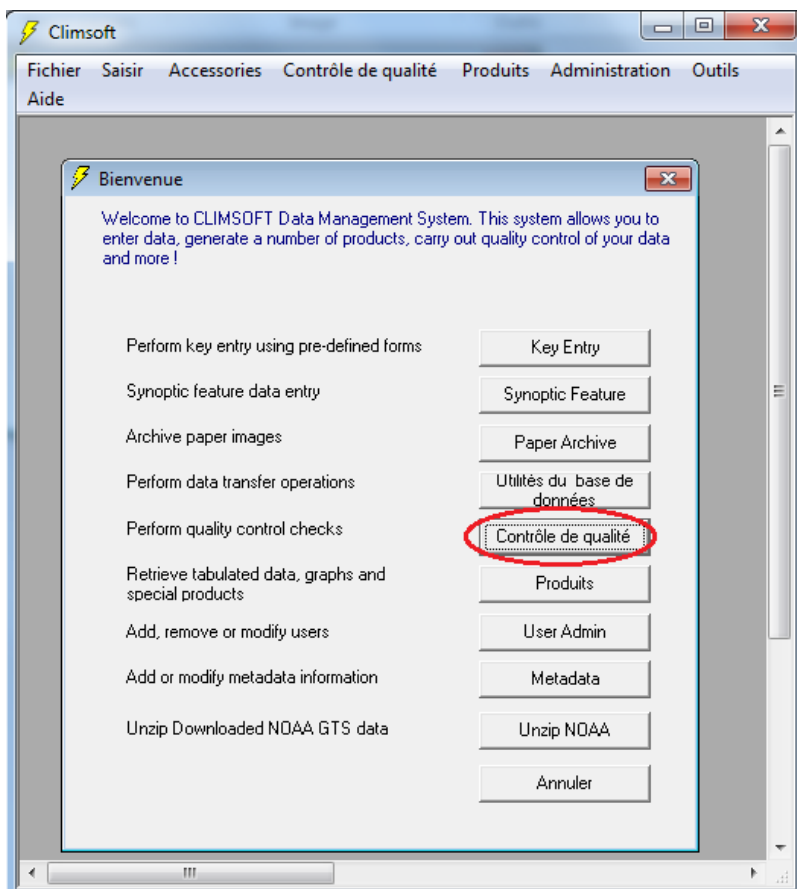 Climsoft
Fichier Saisir Accessories Contrôle de qualité Produits Administration Outils
Aide
Bienvenue
Welcome to CLIMSOFT Data Management System. This system allows you to
enter data, generate a number of products, carry out quality control of your data
and more !
Perform key entry using pre-defined forms Key Entry
Synoptic feature data entry Synoptic Feature
Archive paper images Paper Archive
Perform data transfer operations Utilités du base de
données
Perform quality control checks Contrôle de qualité
Retrieve tabulated data, graphs and
special products Produits
Add, remove or modify users User Admin
Add or modify metadata information Metadata
Unzip Downloaded NOAA GTS data Unzip NOAA
Annuler